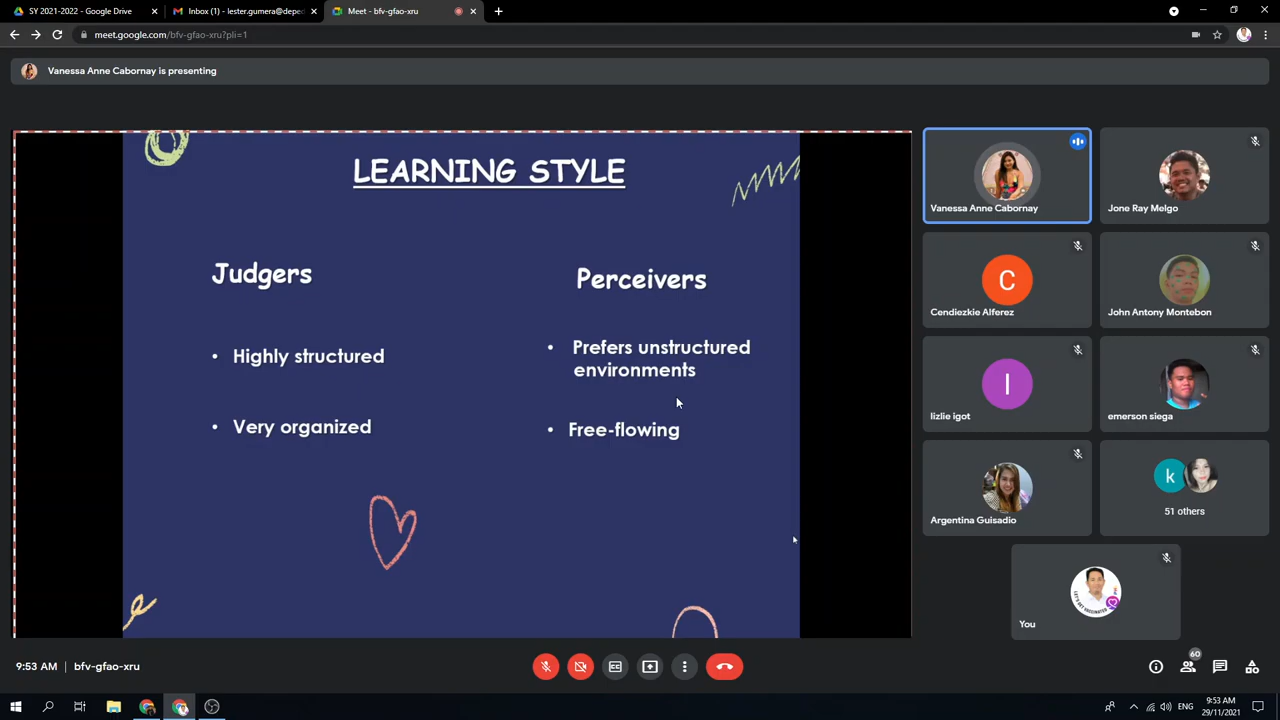 SY 2021-2022 - Google Drive
Inbox (1) - lester.gumera@deped
Meet - bfv-gfao-xru
meet.google.com/bfv-gfao-xru?pli=1
Vanessa Anne Cabornay is presenting
LEARNING STYLE
Judgers
• Highly structured
• Very organized
Perceivers
• Prefers unstructured
environments
• Free-flowing
Vanessa Anne Cabornay
Jone Ray Melgo
C
Cendiezkie Alferez
John Antony Montebon
l
lizlie igot
emerson siega
Argentina Guisadio
k
51 others
You
9:53 AM | bfv-gfao-xru
60
ENG
9:53 AM
29/11/2021